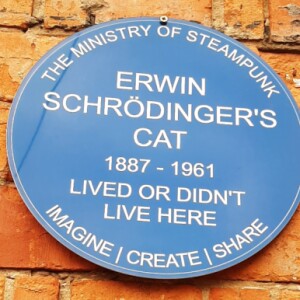 THE MINISTRY OF STEAMPUNK
ERWIN
SCHRÖDINGER'S
CAT
1887 - 1961
LIVED OR DIDN'T
LIVE HERE
IMAGINE | CREATE | SHARE